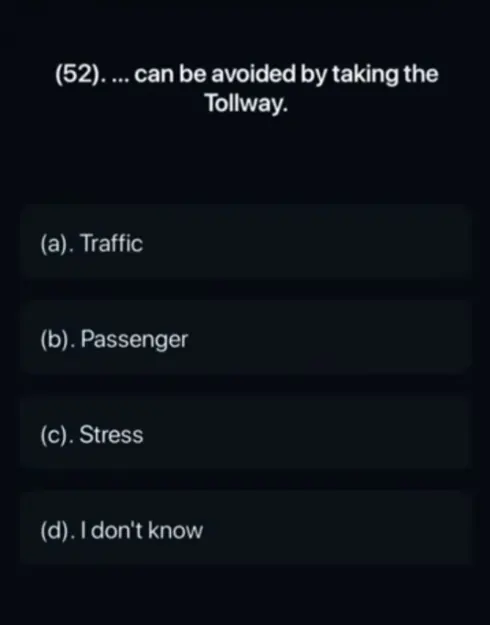 (52). ... can be avoided by taking the
Tollway.
(a). Traffic
(b). Passenger
(c). Stress
(d). I don't know